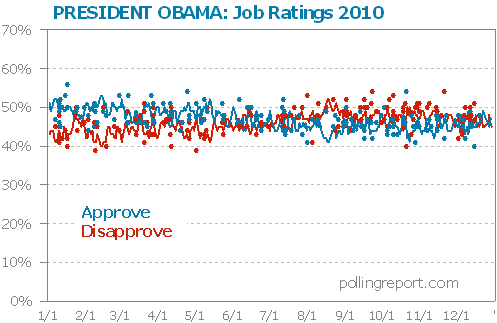 PRESIDENT OBAMA: Job Ratings 2010
70%
60%
50%
40%
30%
20%
10%
0%
Approve
Disapprove
pollingreport.com
1/1 2/1 3/1 4/1 5/1 6/1 7/1 8/1 9/1 10/1 11/1 12/1